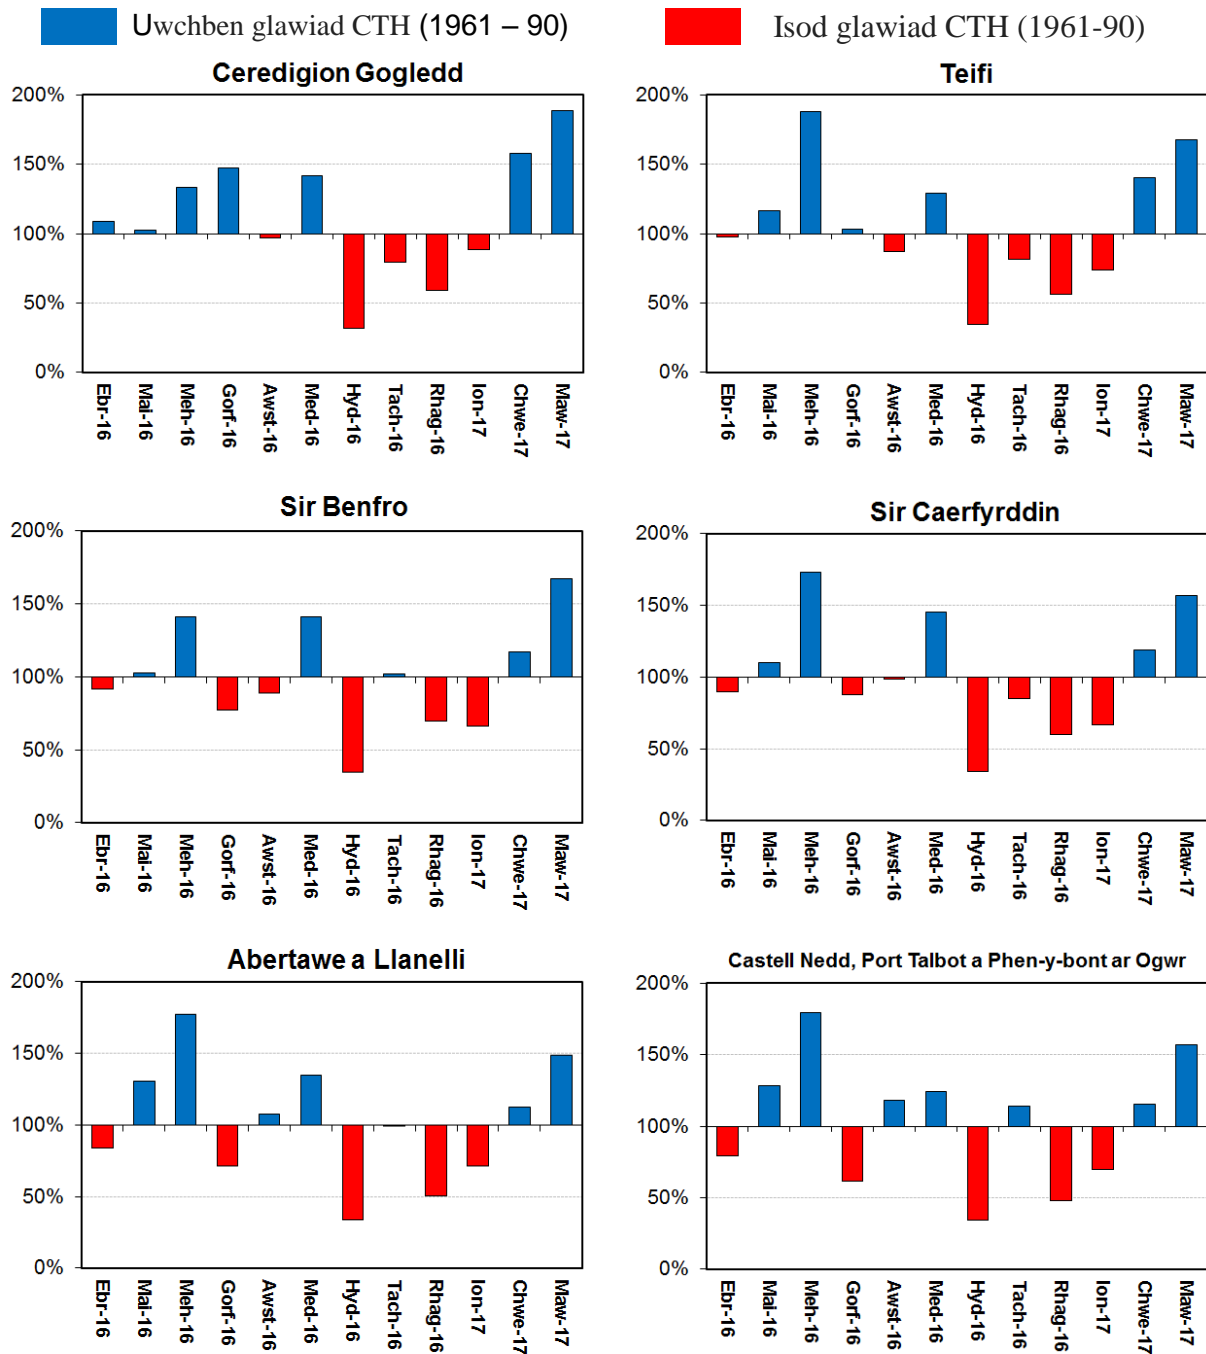 Uwchben glawiad CTH (1961 – 90)
Isod glawiad CTH (1961-90)
Ceredigion Gogledd
200%
150%
100%
50%
0%
Ebr-16 Mai-16 Meh-16 Gorf-16 Awst-16 Med-16 Hyd-16 Tach-16 Rhag-16 Ion-17 Chwe-17 Maw-17
Teifi
200%
150%
100%
50%
0%
Ebr-16 Mai-16 Meh-16 Gorf-16 Awst-16 Med-16 Hyd-16 Tach-16 Rhag-16 Ion-17 Chwe-17 Maw-17
Sir Benfro
200%
150%
100%
50%
0%
Ebr-16 Mai-16 Meh-16 Gorf-16 Awst-16 Med-16 Hyd-16 Tach-16 Rhag-16 Ion-17 Chwe-17 Maw-17
Sir Caerfyrddin
200%
150%
100%
50%
0%
Ebr-16 Mai-16 Meh-16 Gorf-16 Awst-16 Med-16 Hyd-16 Tach-16 Rhag-16 Ion-17 Chwe-17 Maw-17
Abertawe a Llanelli
200%
150%
100%
50%
0%
Ebr-16 Mai-16 Meh-16 Gorf-16 Awst-16 Med-16 Hyd-16 Tach-16 Rhag-16 Ion-17 Chwe-17 Maw-17
Castell Nedd, Port Talbot a Phen-y-bont ar Ogwr
200%
150%
100%
50%
0%
Ebr-16 Mai-16 Meh-16 Gorf-16 Awst-16 Med-16 Hyd-16 Tach-16 Rhag-16 Ion-17 Chwe-17 Maw-17